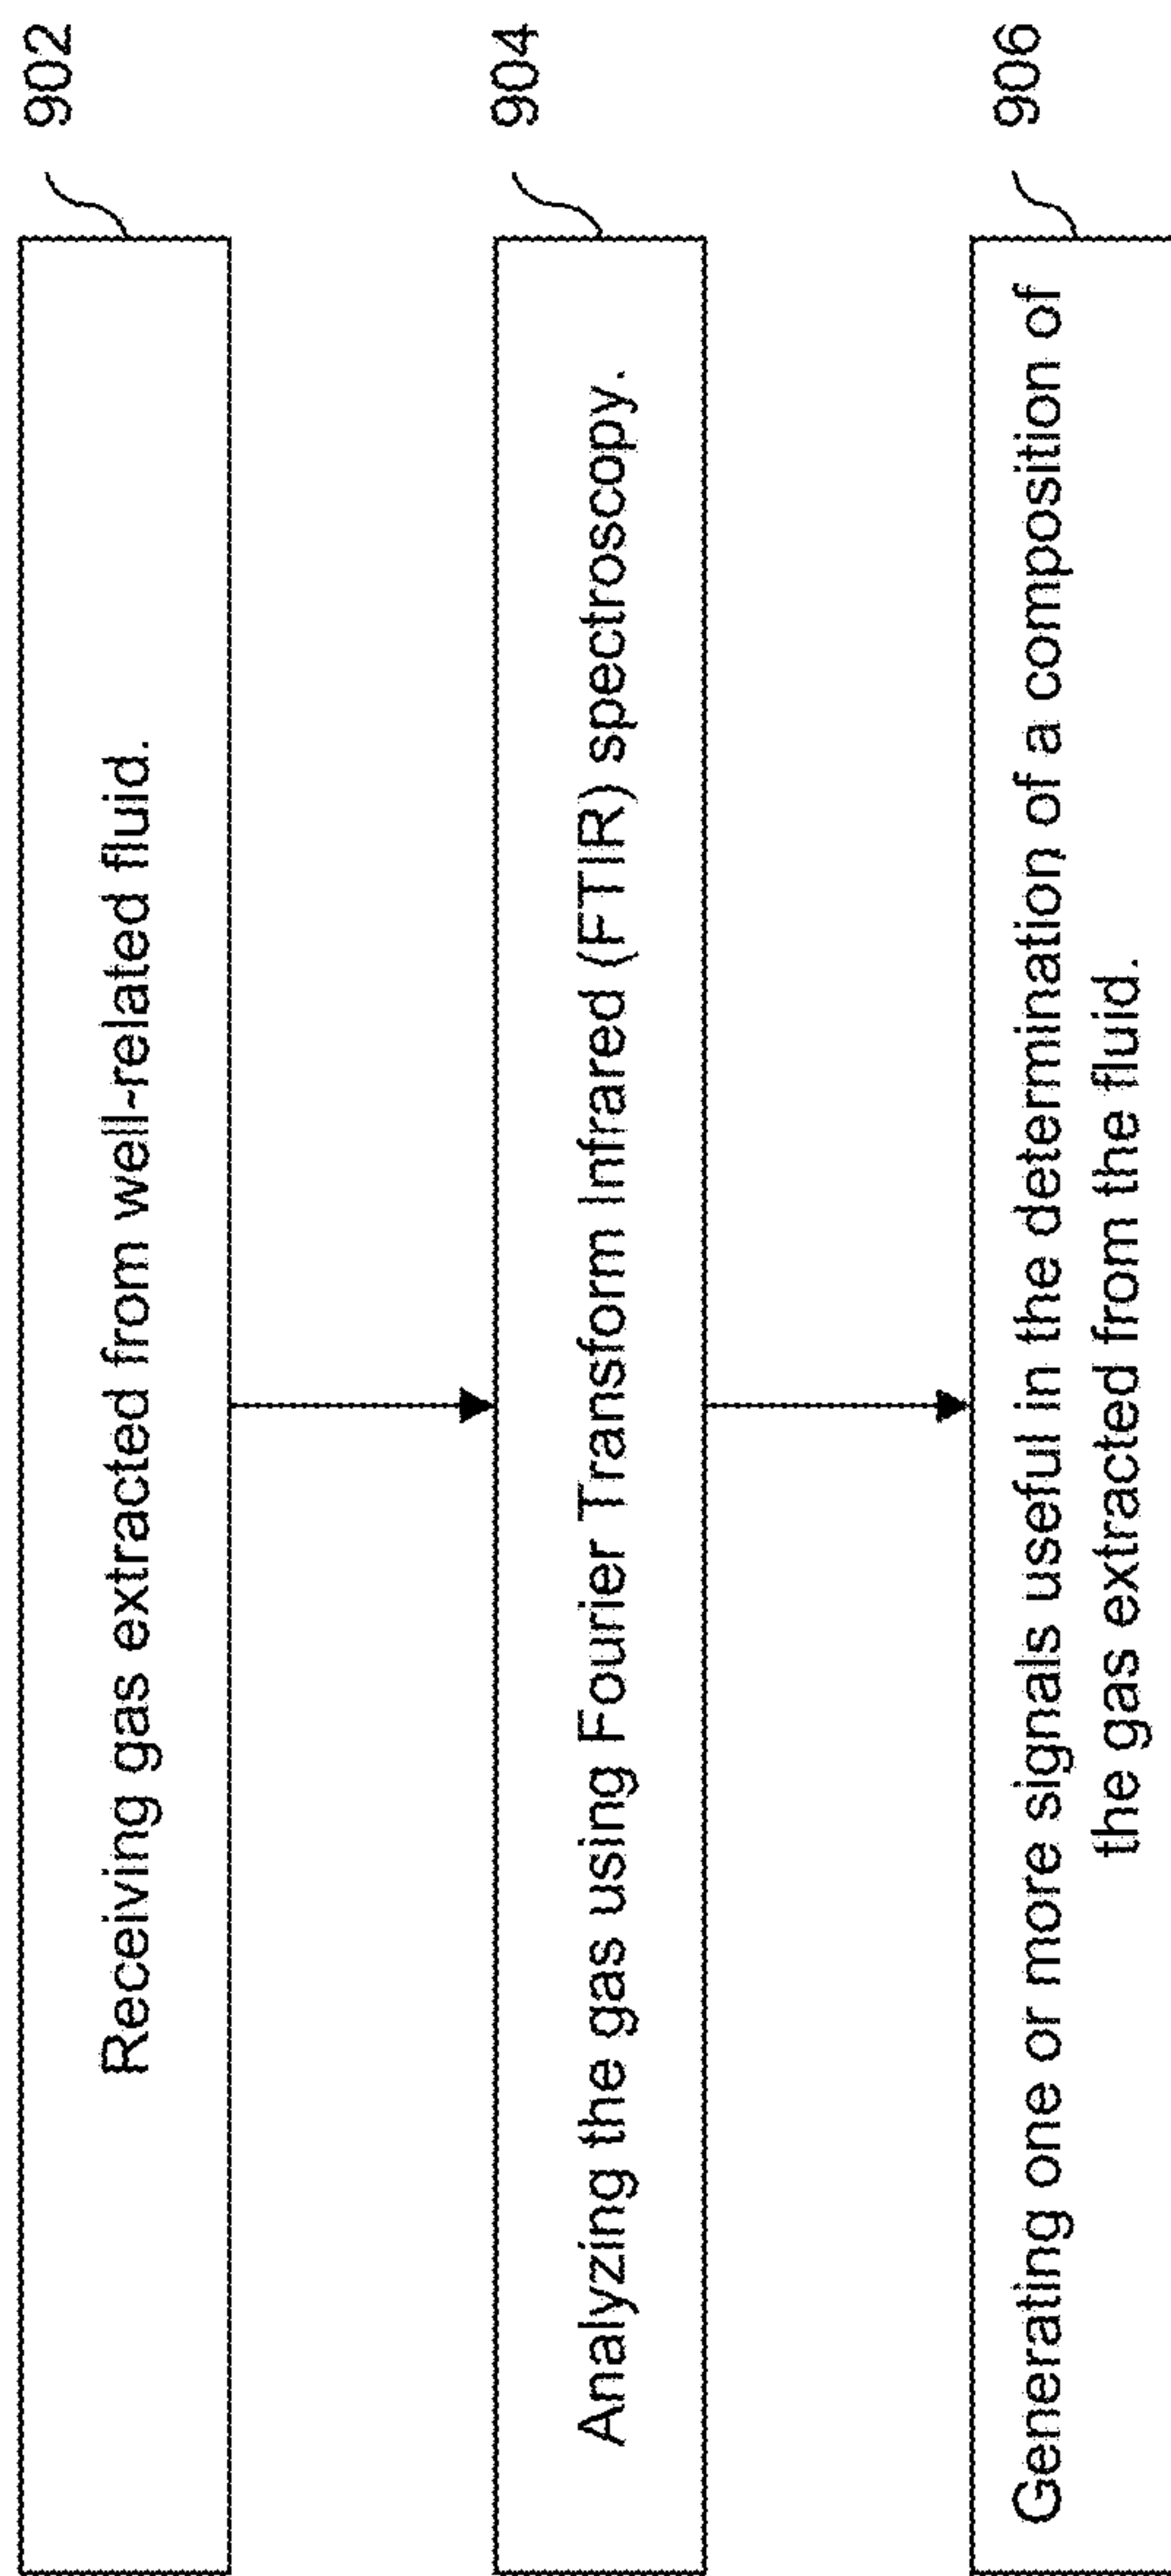 902
Receiving gas extracted from well-related fluid.
904
Analyzing the gas using Fourier Transform Infrared (FTIR) spectroscopy.
906
Generating one or more signals useful in the determination of a composition of
the gas extracted from the fluid.